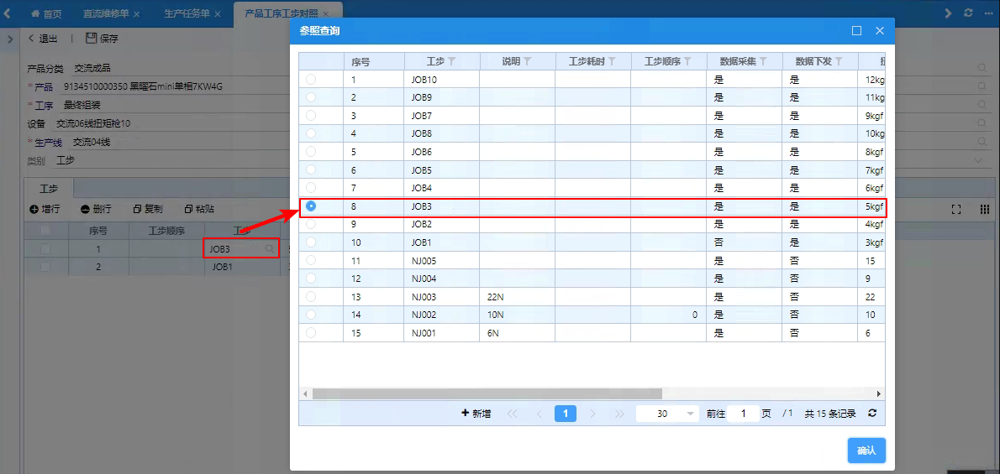 首页 直流维修单 生产任务单 产品工序工步对照
退出 | 保存
产品分类 交流成品
* 产品 9134510000350 黑曜石mini单相7KW4G
* 工序 最终组装
设备 交流06线扭矩枪10
* 生产线 交流04线
类别 工步
工步
增行 删行 复制 粘贴
序号 工步顺序 工步
1 JOB3
2 JOB1
参照查询
序号 工步 说明 工步耗时 工步顺序 数据采集 数据下发
1 JOB10 是 是 12kg
2 JOB9 是 是 11kg
3 JOB7 是 是 9kgf
4 JOB8 是 是 10kg
5 JOB6 是 是 8kgf
6 JOB5 是 是 7kgf
7 JOB4 是 是 6kgf
8 JOB3 是 是 5kgf
9 JOB2 是 是 4kgf
10 JOB1 否 是 3kgf
11 NJ005 是 否 15
12 NJ004 是 否 9
13 NJ003 22N 是 否 22
14 NJ002 10N 0 是 否 10
15 NJ001 6N 是 否 6
新增 1 30 前往 1 页 / 1 共 15 条记录
确认